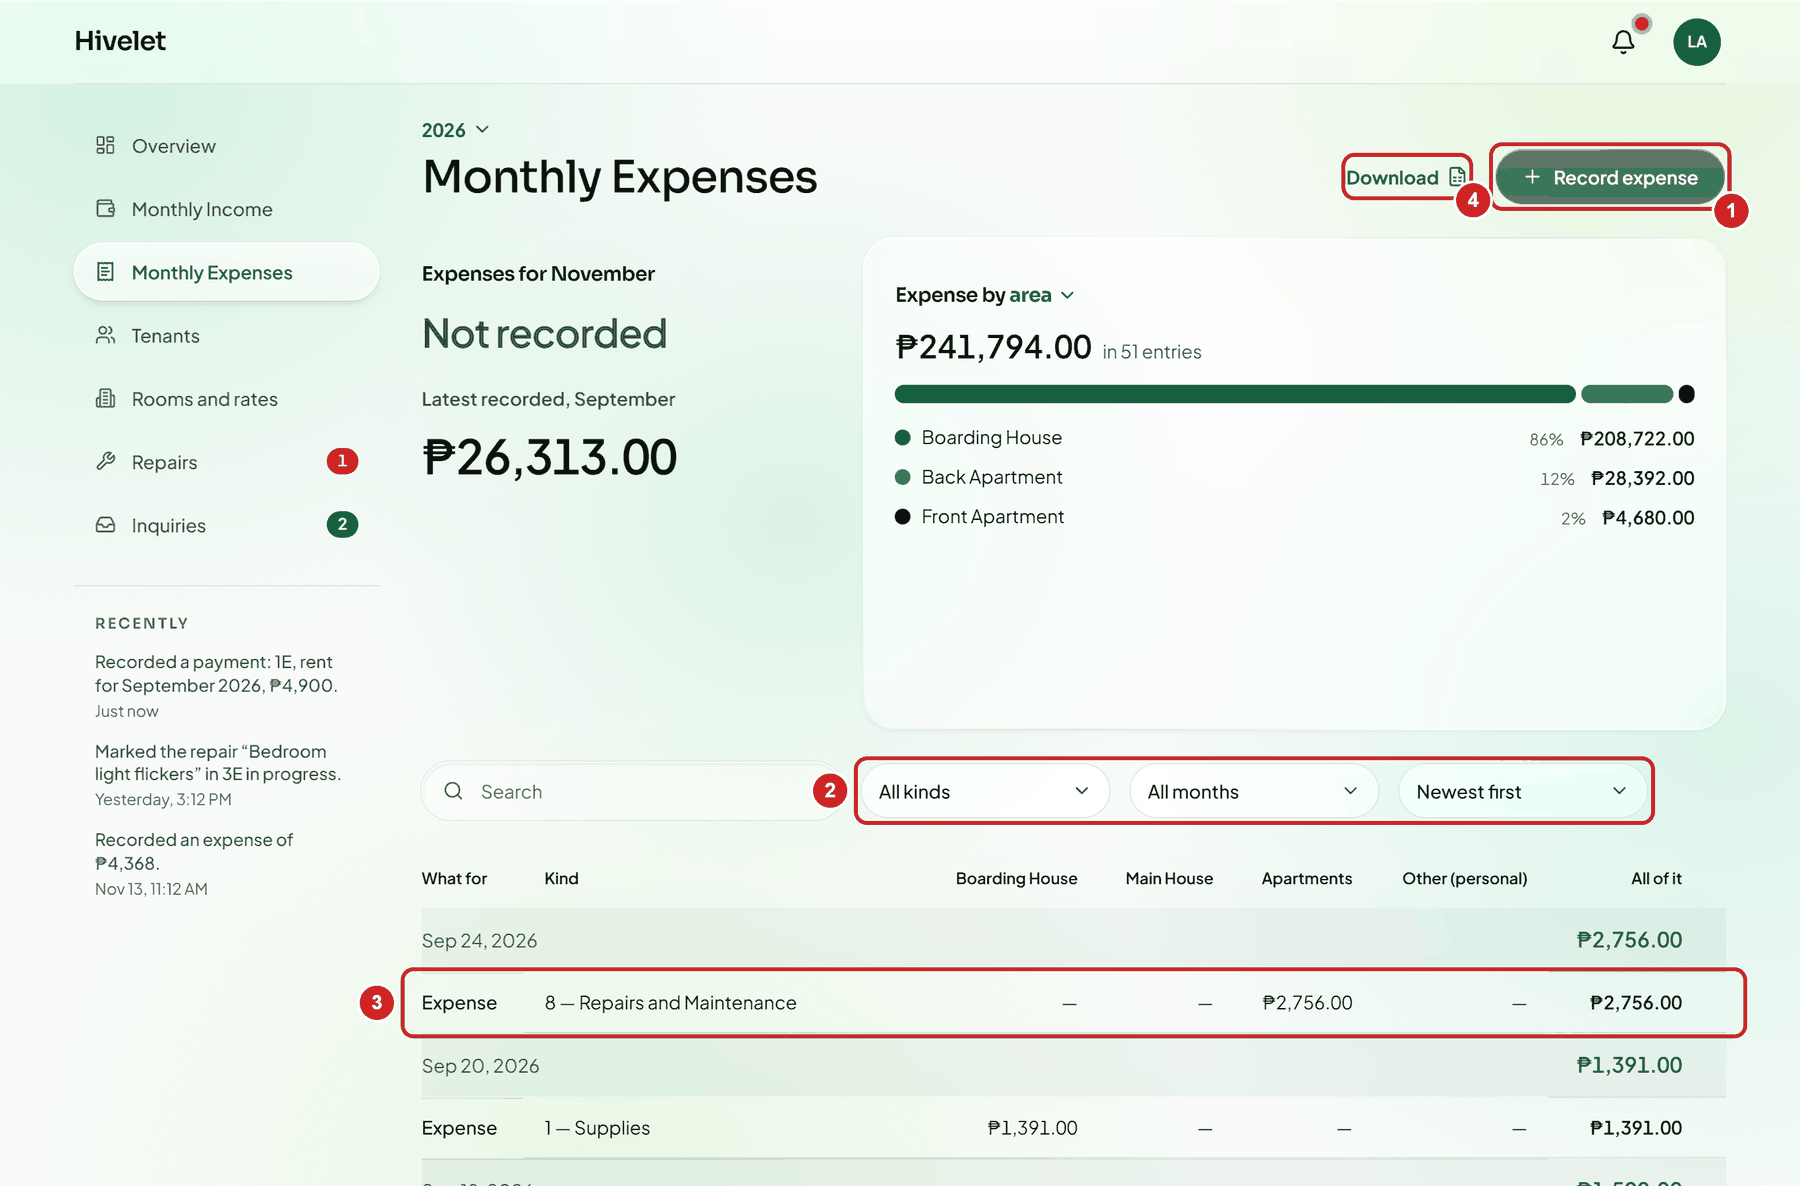 Hivelet
LA
Overview
Monthly Income
Monthly Expenses
Tenants
Rooms and rates
Repairs
1
Inquiries
2
RECENTLY
Recorded a payment: 1E, rent
for September 2026, ₱4,900.
Just now
Marked the repair “Bedroom
light flickers” in 3E in progress.
Yesterday, 3:12 PM
Recorded an expense of
₱4,368.
Nov 13, 11:12 AM
2026
Monthly Expenses
Download
4
+ Record expense
1
Expenses for November
Not recorded
Latest recorded, September
₱26,313.00
Expense by area
₱241,794.00 in 51 entries
Boarding House 86% ₱208,722.00
Back Apartment 12% ₱28,392.00
Front Apartment 2% ₱4,680.00
Search
2
All kinds
All months
Newest first
What for Kind Boarding House Main House Apartments Other (personal) All of it
Sep 24, 2026 ₱2,756.00
3
Expense 8 — Repairs and Maintenance — — ₱2,756.00 — ₱2,756.00
Sep 20, 2026 ₱1,391.00
Expense 1 — Supplies ₱1,391.00 — — — ₱1,391.00